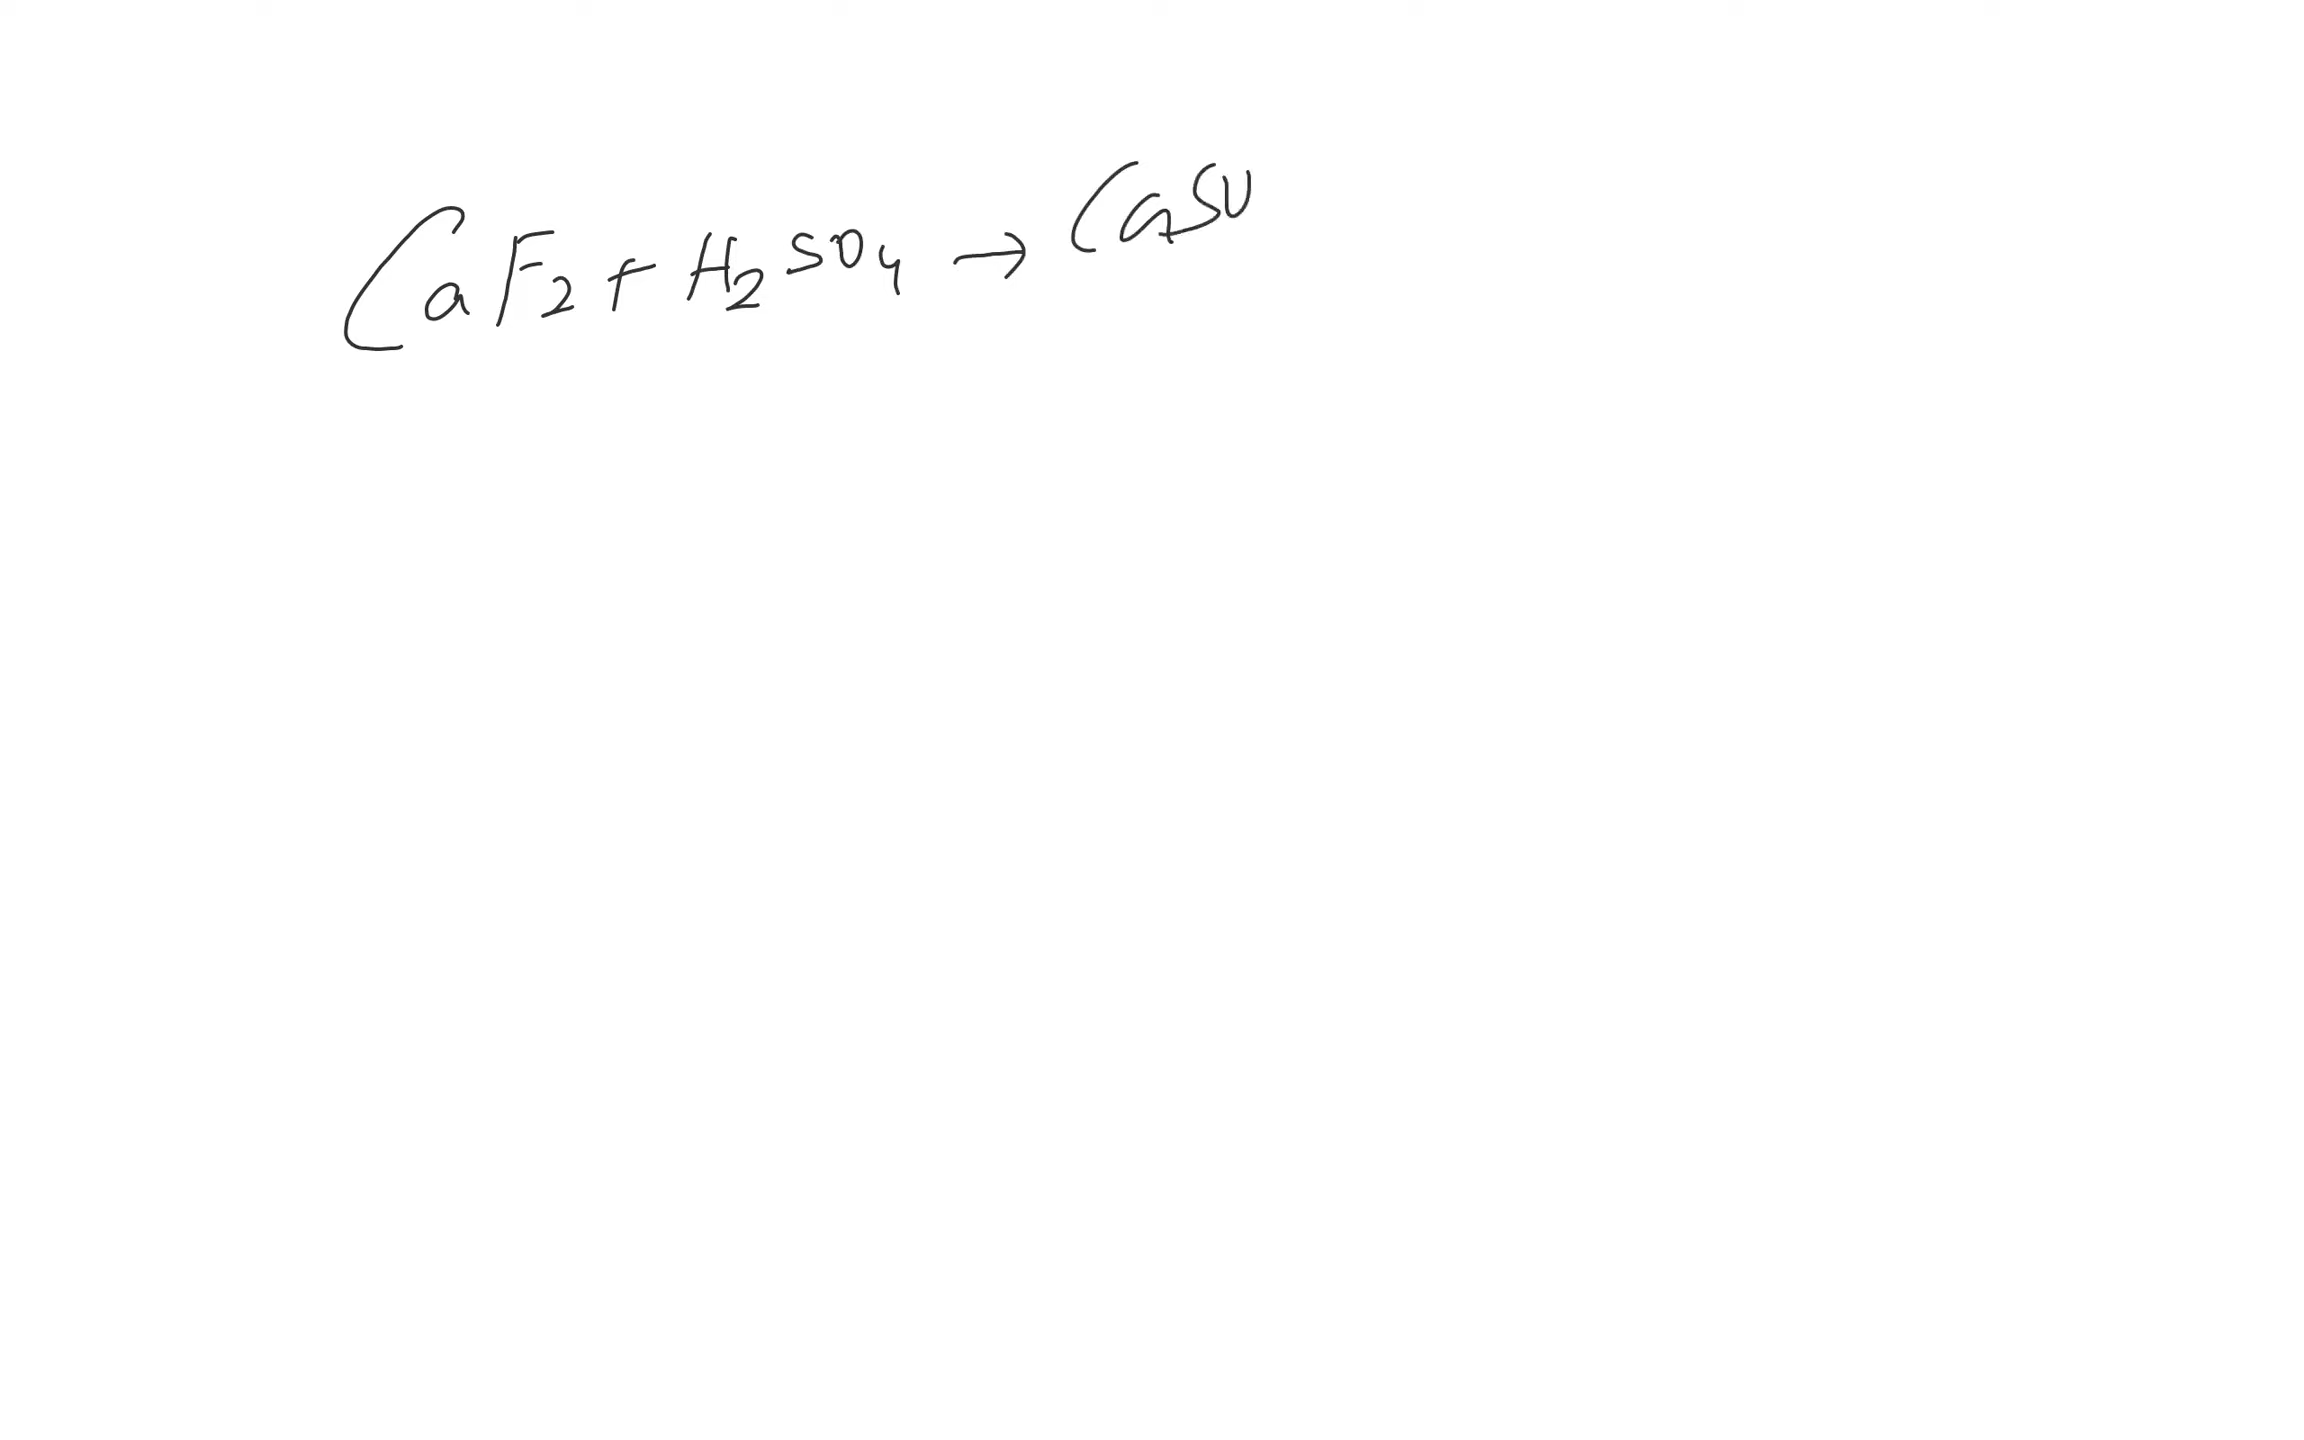 CaF₂ + H₂SO₄ → CaSO